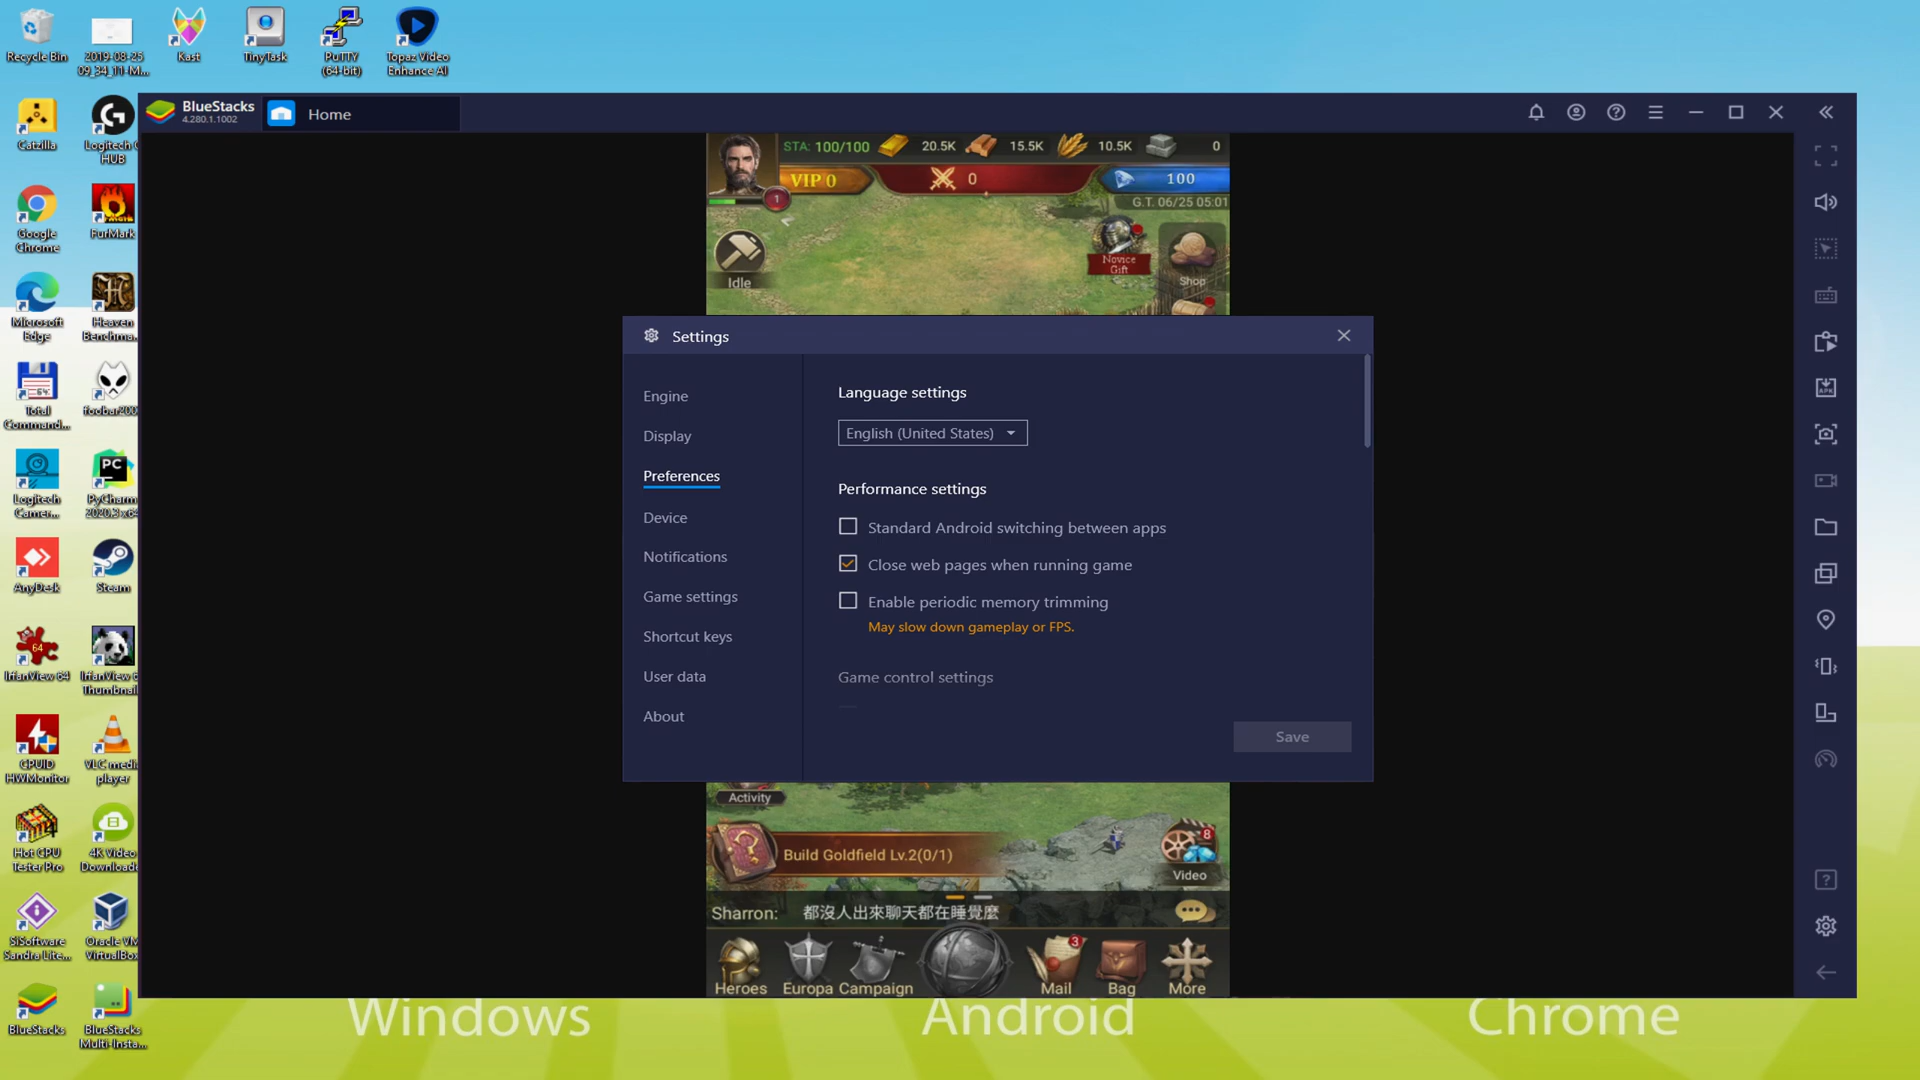 Recycle Bin
2019-08-25
09_34_11-M...
Kast
TinyTask
PuTTY
(64-bit)
Topaz Video
Enhance AI
Catzilla
Logitech G
HUB
Google
Chrome
FurMark
Microsoft
Edge
Heaven
Benchma...
Total
Command...
foobar200
Logitech
Camer...
PyCharm
2020.3 x64
AnyDesk
Steam
IrfanView 64
IrfanView 6
Thumbnail
CPUID
HWMonitor
VLC media
player
Hot CPU
Tester Pro
4K Video
Downloade
SiSoftware
Sandra Lite...
Oracle VM
VirtualBox
BlueStacks
BlueStacks
Multi-Insta...
BlueStacks
4.280.1.1002
Home
STA: 100/100
20.5K
15.5K
10.5K
0
VIP 0
0
100
1
G.T. 06/25 05:01
Idle
Novice
Gift
Shop
Settings
Engine
Display
Preferences
Device
Notifications
Game settings
Shortcut keys
User data
About
Language settings
English (United States)
Performance settings
Standard Android switching between apps
Close web pages when running game
Enable periodic memory trimming
May slow down gameplay or FPS.
Game control settings
Save
Activity
Build Goldfield Lv.2(0/1)
8
Video
Sharron: 都沒人出來聊天都在睡覺麼
3
Heroes
Europa
Campaign
Mail
Bag
More
Windows
Android
Chrome